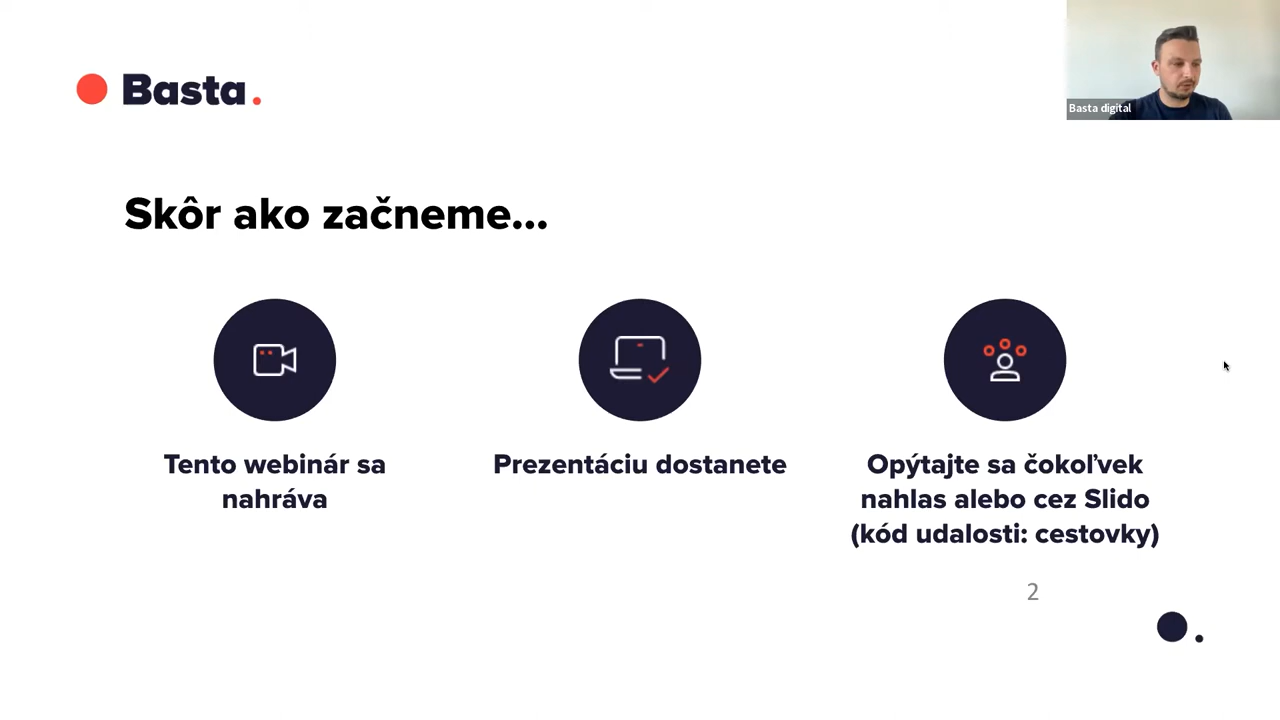 Basta.
Basta digital
Skôr ako začneme...
Tento webinár sa
nahráva
Prezentáciu dostanete
Opýtajte sa čokoľvek
nahlas alebo cez Slido
(kód udalosti: cestovky)
2